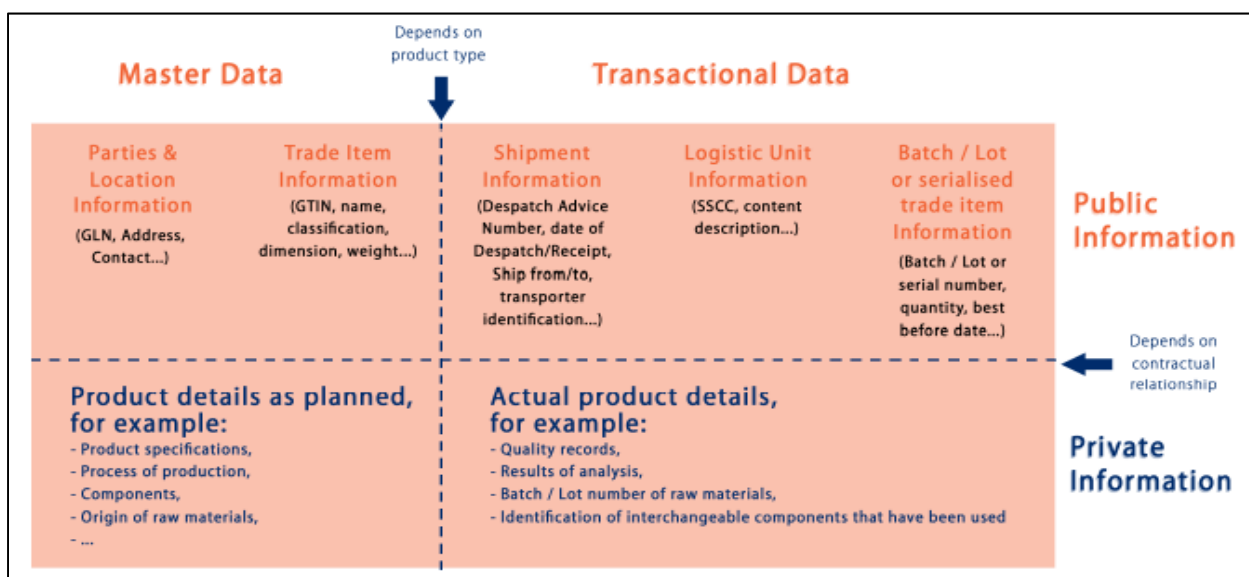 Depends on
product type
Master Data
Transactional Data
Parties &
Location
Information
(GLN, Address,
Contact...)
Trade Item
Information
(GTIN, name,
classification,
dimension, weight...)
Shipment
Information
(Despatch Advice
Number, date of
Despatch/Receipt,
Ship from/to,
transporter
identification...)
Logistic Unit
Information
(SSCC, content
description...)
Batch / Lot
or serialised
trade item
Information
(Batch / Lot or
serial number,
quantity, best
before date...)
Public
Information
Depends on
contractual
relationship
Product details as planned,
for example:
- Product specifications,
- Process of production,
- Components,
- Origin of raw materials,
- ...
Actual product details,
for example:
- Quality records,
- Results of analysis,
- Batch / Lot number of raw materials,
- Identification of interchangeable components that have been used
Private
Information